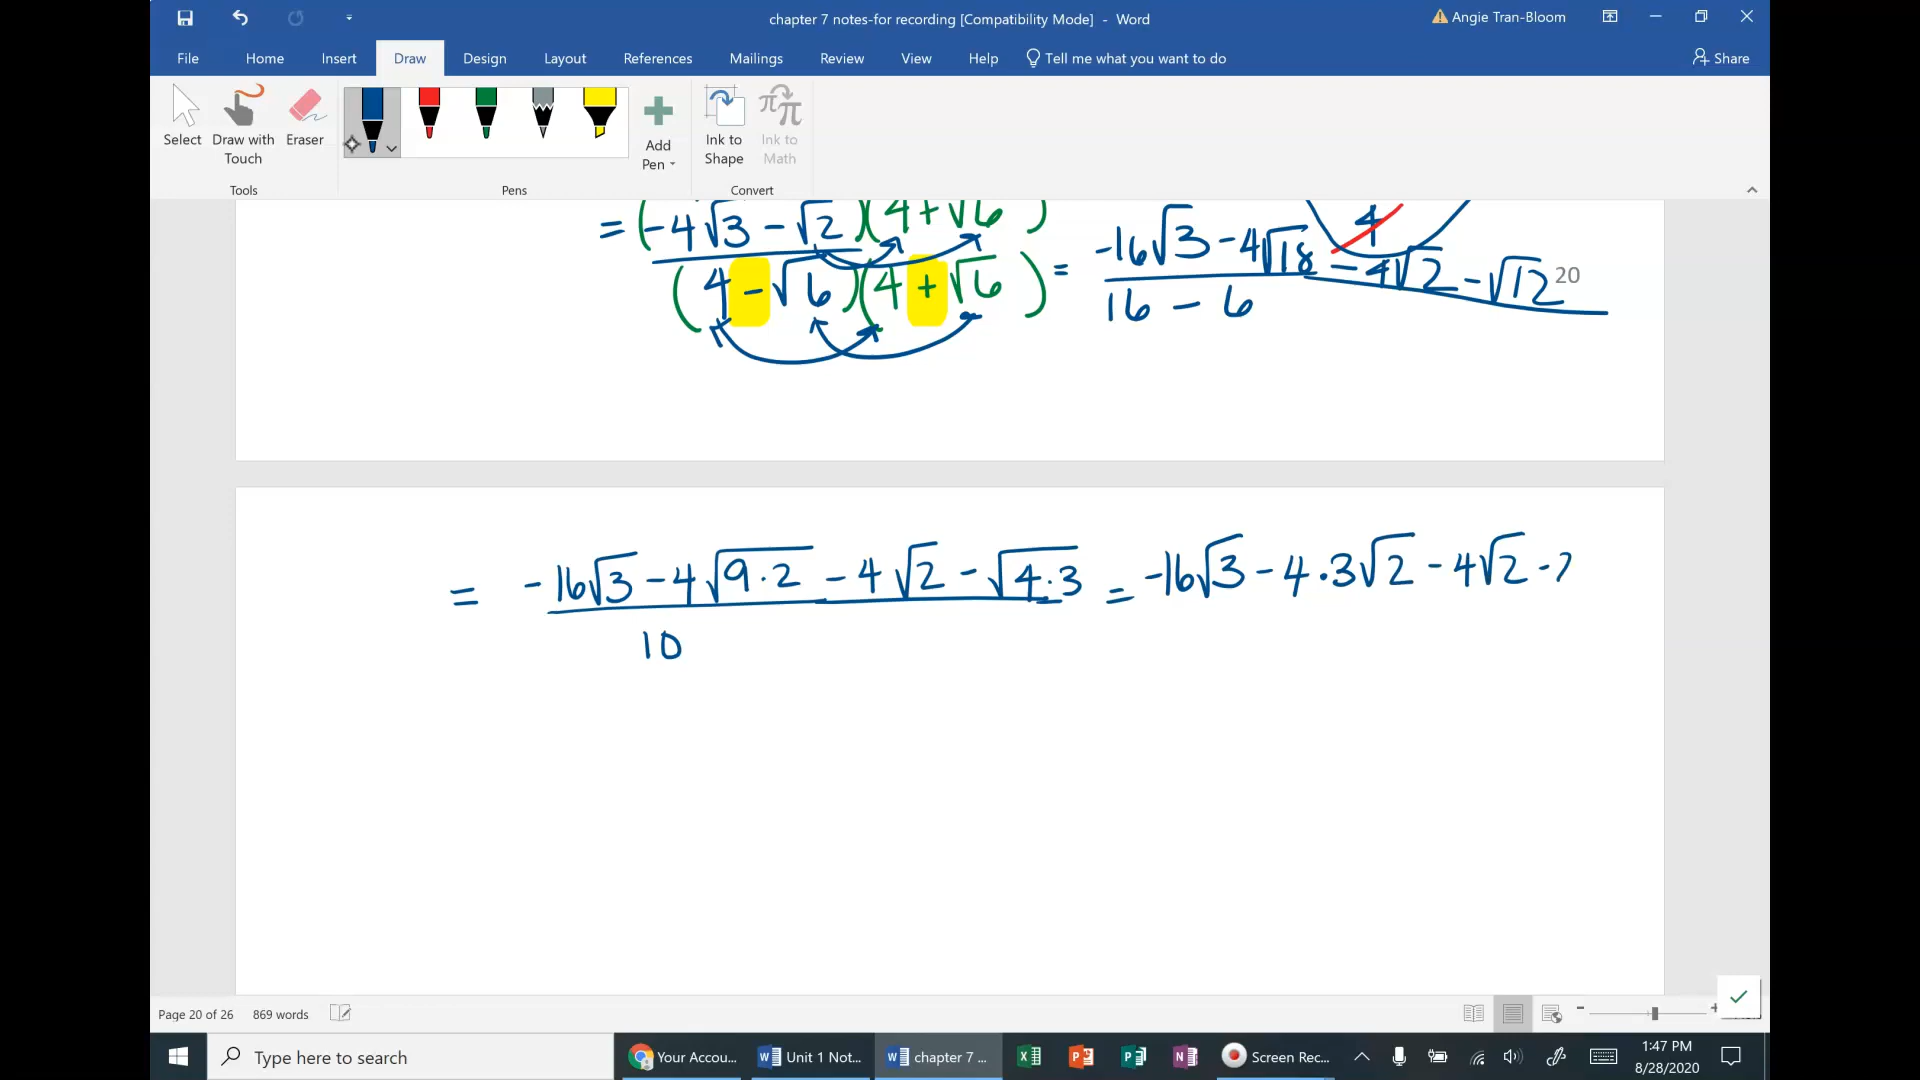 chapter 7 notes-for recording [Compatibility Mode] - Word
Angie Tran-Bloom
File Home Insert Draw Design Layout References Mailings Review View Help Tell me what you want to do Share
Select Draw with Touch Eraser Add Pen Ink to Shape Ink to Math
Tools Pens Convert
= (-4√3 - √2)(4+√6) -16√3 - 4√18 4
(4 - √6)(4 + √6) = - 4√2 - √12 20
16 - 6
= -16√3 - 4√9·2 - 4√2 - √4·3 = -16√3 - 4·3√2 - 4√2 -
10
Page 20 of 26 869 words
Type here to search Your Accou... Unit 1 Not... chapter 7 ... Screen Rec... 1:47 PM
8/28/2020